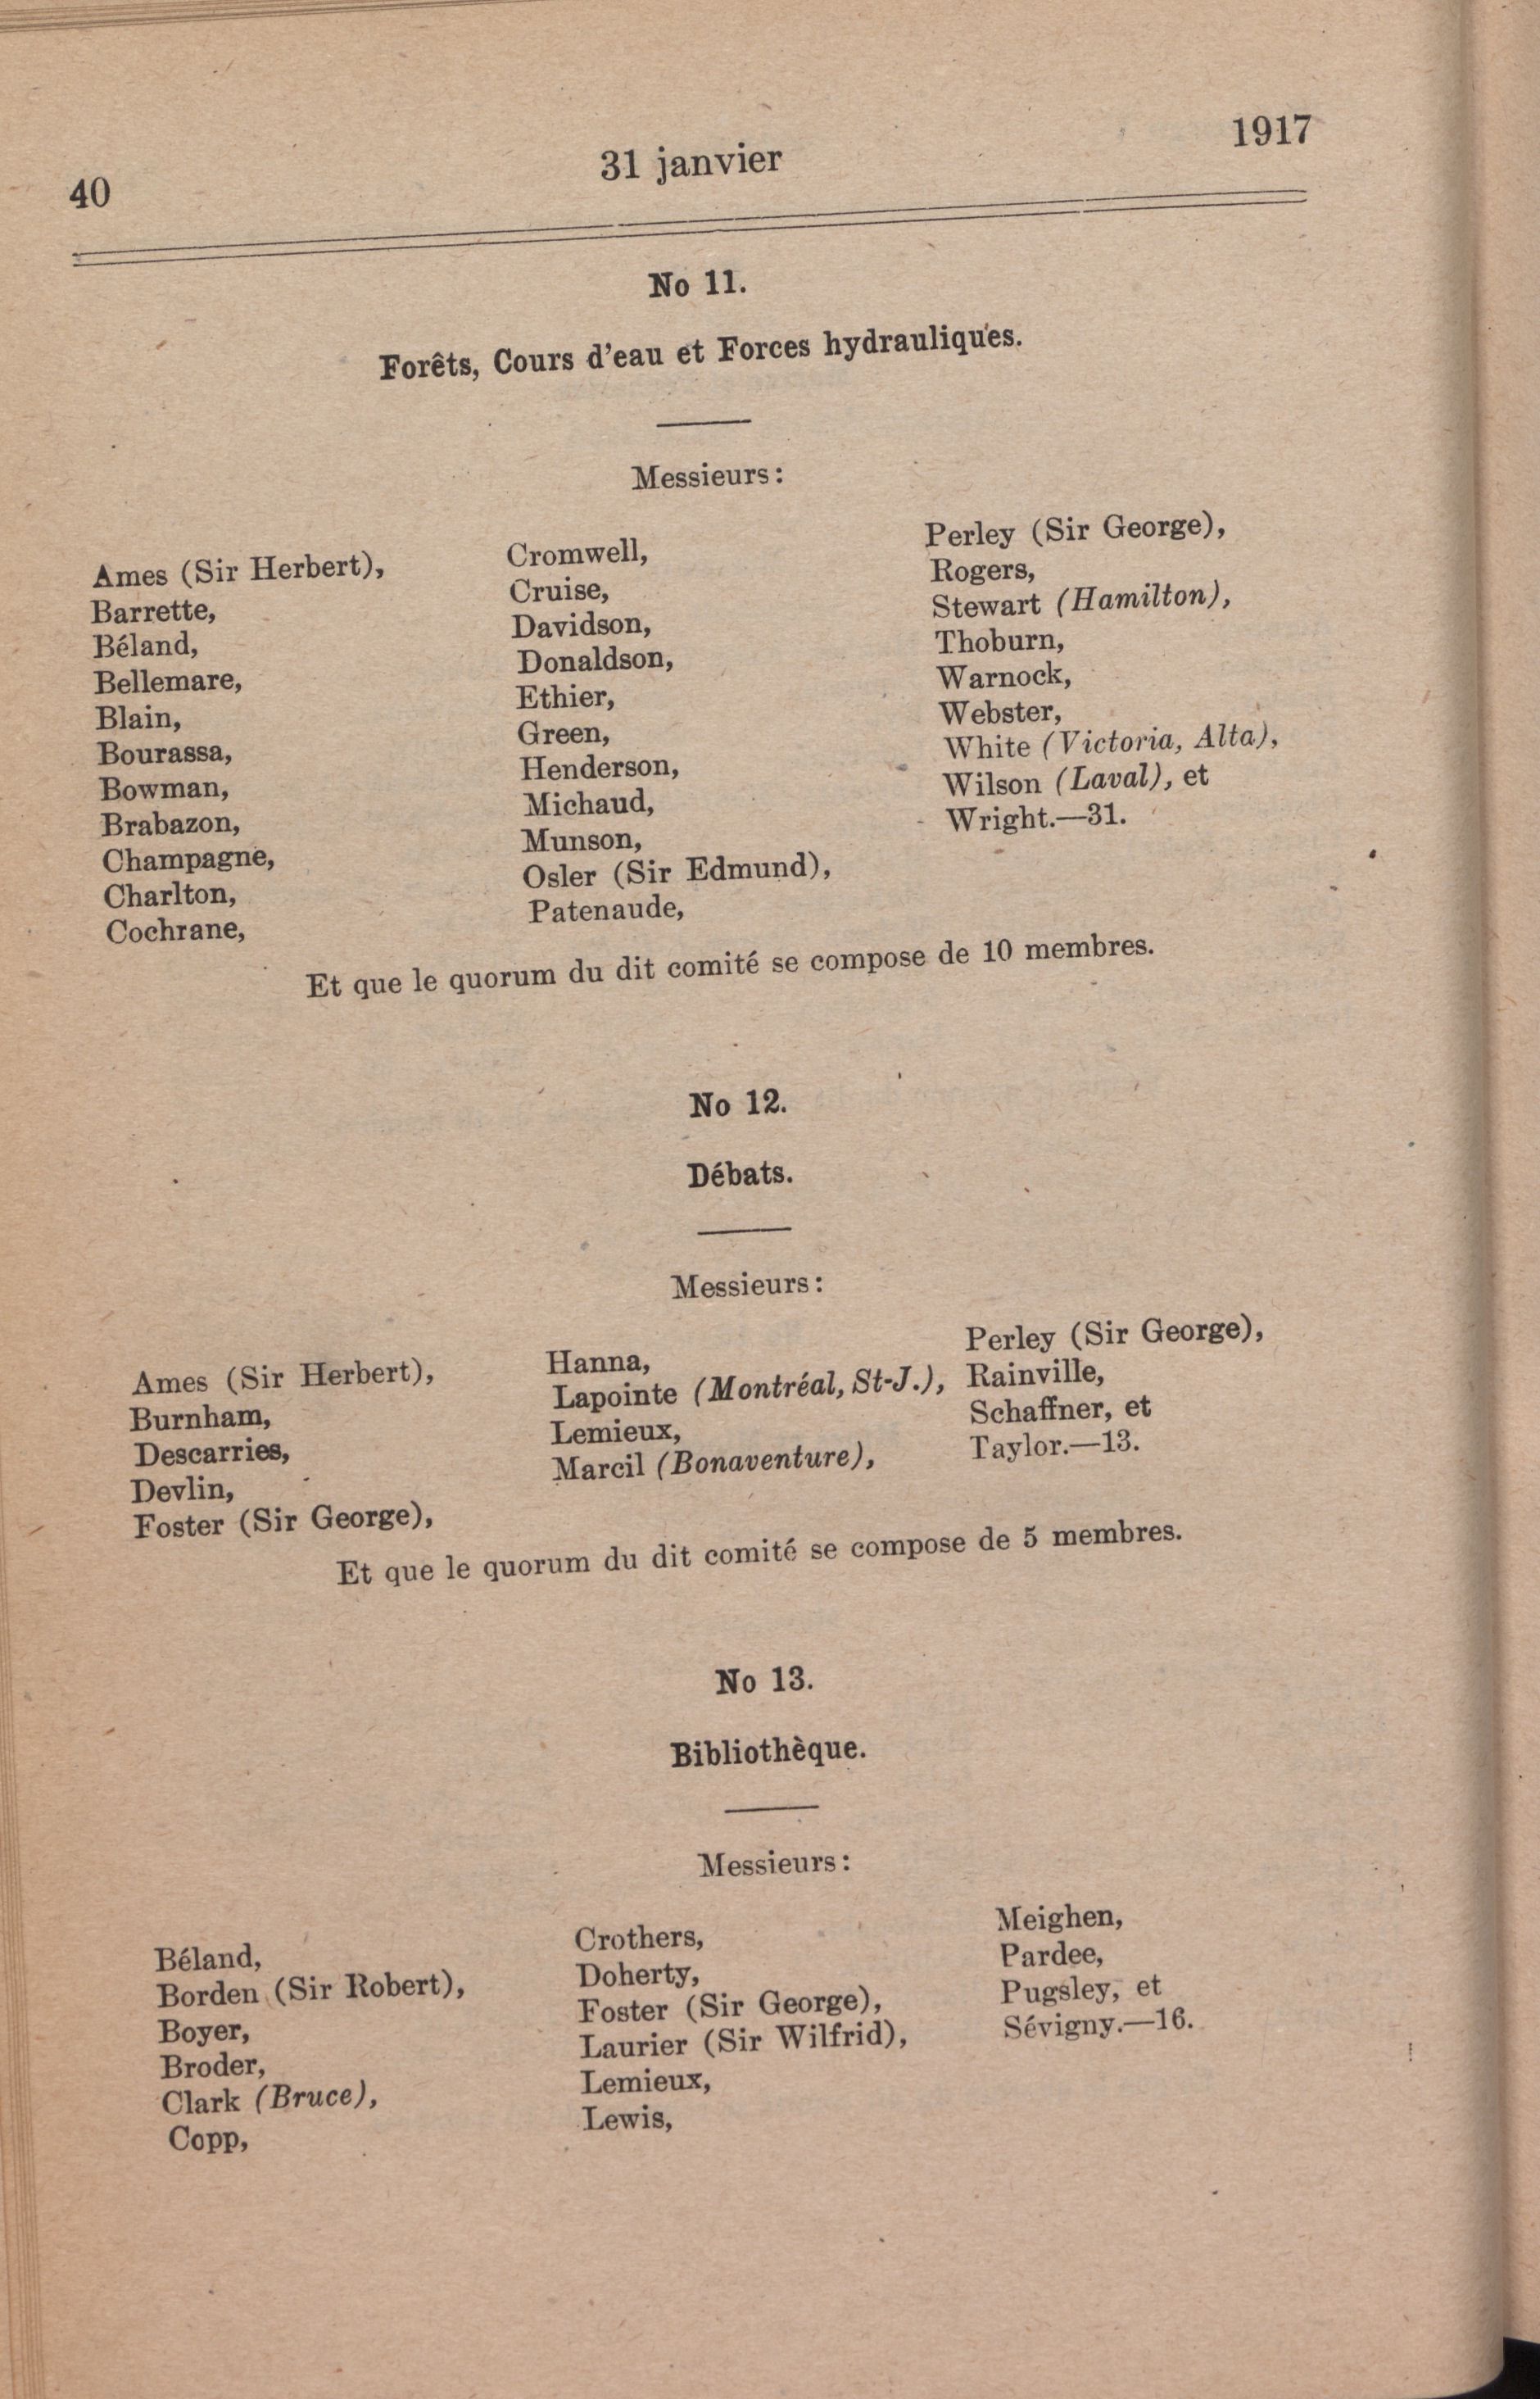 40
31 janvier
1917
No 11.
Forêts, Cours d'eau et Forces hydrauliques.
Messieurs:
Ames (Sir Herbert),
Barrette,
Béland,
Bellemare,
Blain,
Bourassa,
Bowman,
Brabazon,
Champagne,
Charlton,
Cochrane,
Cromwell,
Cruise,
Davidson,
Donaldson,
Ethier,
Green,
Henderson,
Michaud,
Munson,
Osler (Sir Edmund),
Patenaude,
Perley (Sir George),
Rogers,
Stewart (Hamilton),
Thoburn,
Warnock,
Webster,
White (Victoria, Alta),
Wilson (Laval), et
Wright.—31.
Et que le quorum du dit comité se compose de 10 membres.
No 12.
Débats.
Messieurs:
Ames (Sir Herbert),
Burnham,
Descarries,
Devlin,
Foster (Sir George),
Hanna,
Lapointe (Montréal, St-J.),
Lemieux,
Marcil (Bonaventure),
Perley (Sir George),
Rainville,
Schaffner, et
Taylor.—13.
Et que le quorum du dit comité se compose de 5 membres.
No 13.
Bibliothèque.
Messieurs:
Béland,
Borden (Sir Robert),
Boyer,
Broder,
Clark (Bruce),
Copp,
Crothers,
Doherty,
Foster (Sir George),
Laurier (Sir Wilfrid),
Lemieux,
Lewis,
Meighen,
Pardee,
Pugsley, et
Sévigny.—16.